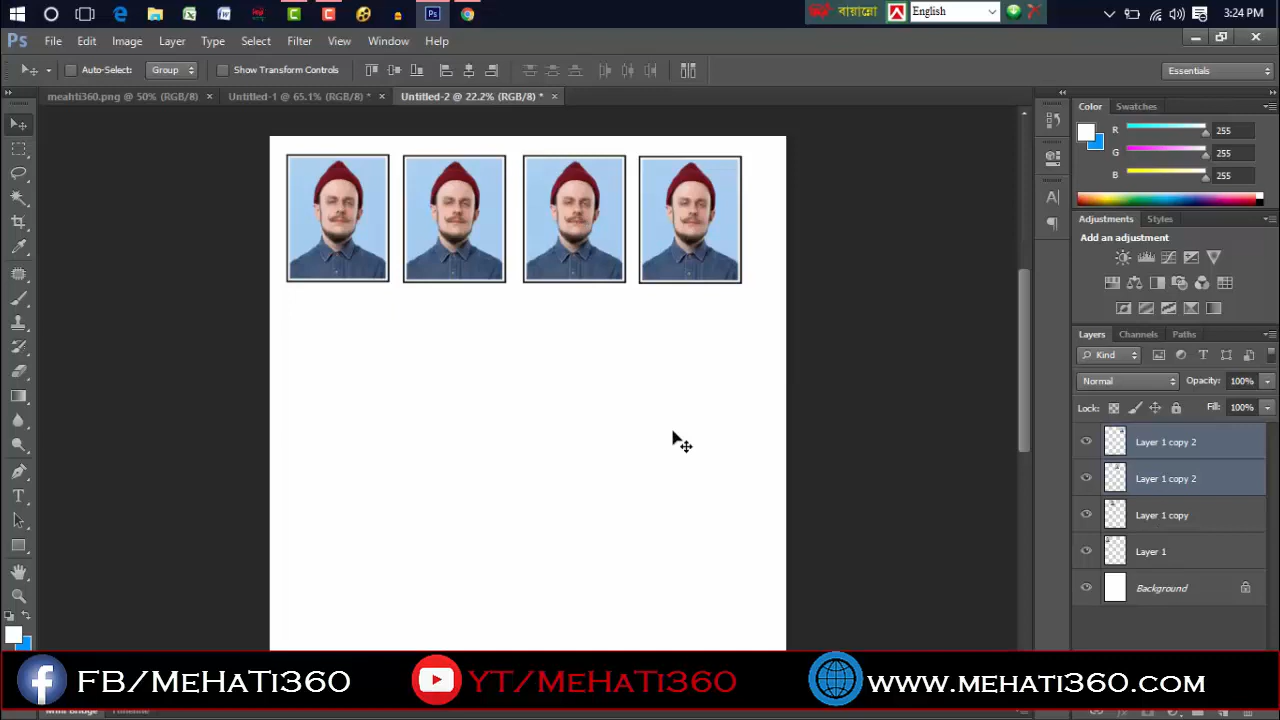 বায়ান্নো English 3:24 PM
Ps File Edit Image Layer Type Select Filter View Window Help
Auto-Select: Group Show Transform Controls Essentials
meahti360.png @ 50% (RGB/8) Untitled-1 @ 65.1% (RGB/8) * Untitled-2 @ 22.2% (RGB/8) *
Color Swatches
R 255
G 153
B 175
Adjustments Styles
Add an adjustment
Layers Channels Paths
Kind
Normal Opacity: 100%
Lock: Fill: 100%
Layer 1 copy 2
Layer 1 copy 2
Layer 1 copy
Layer 1
Background
FB/MeHaTi360 YT/MeHaTi360 www.mehati360.com